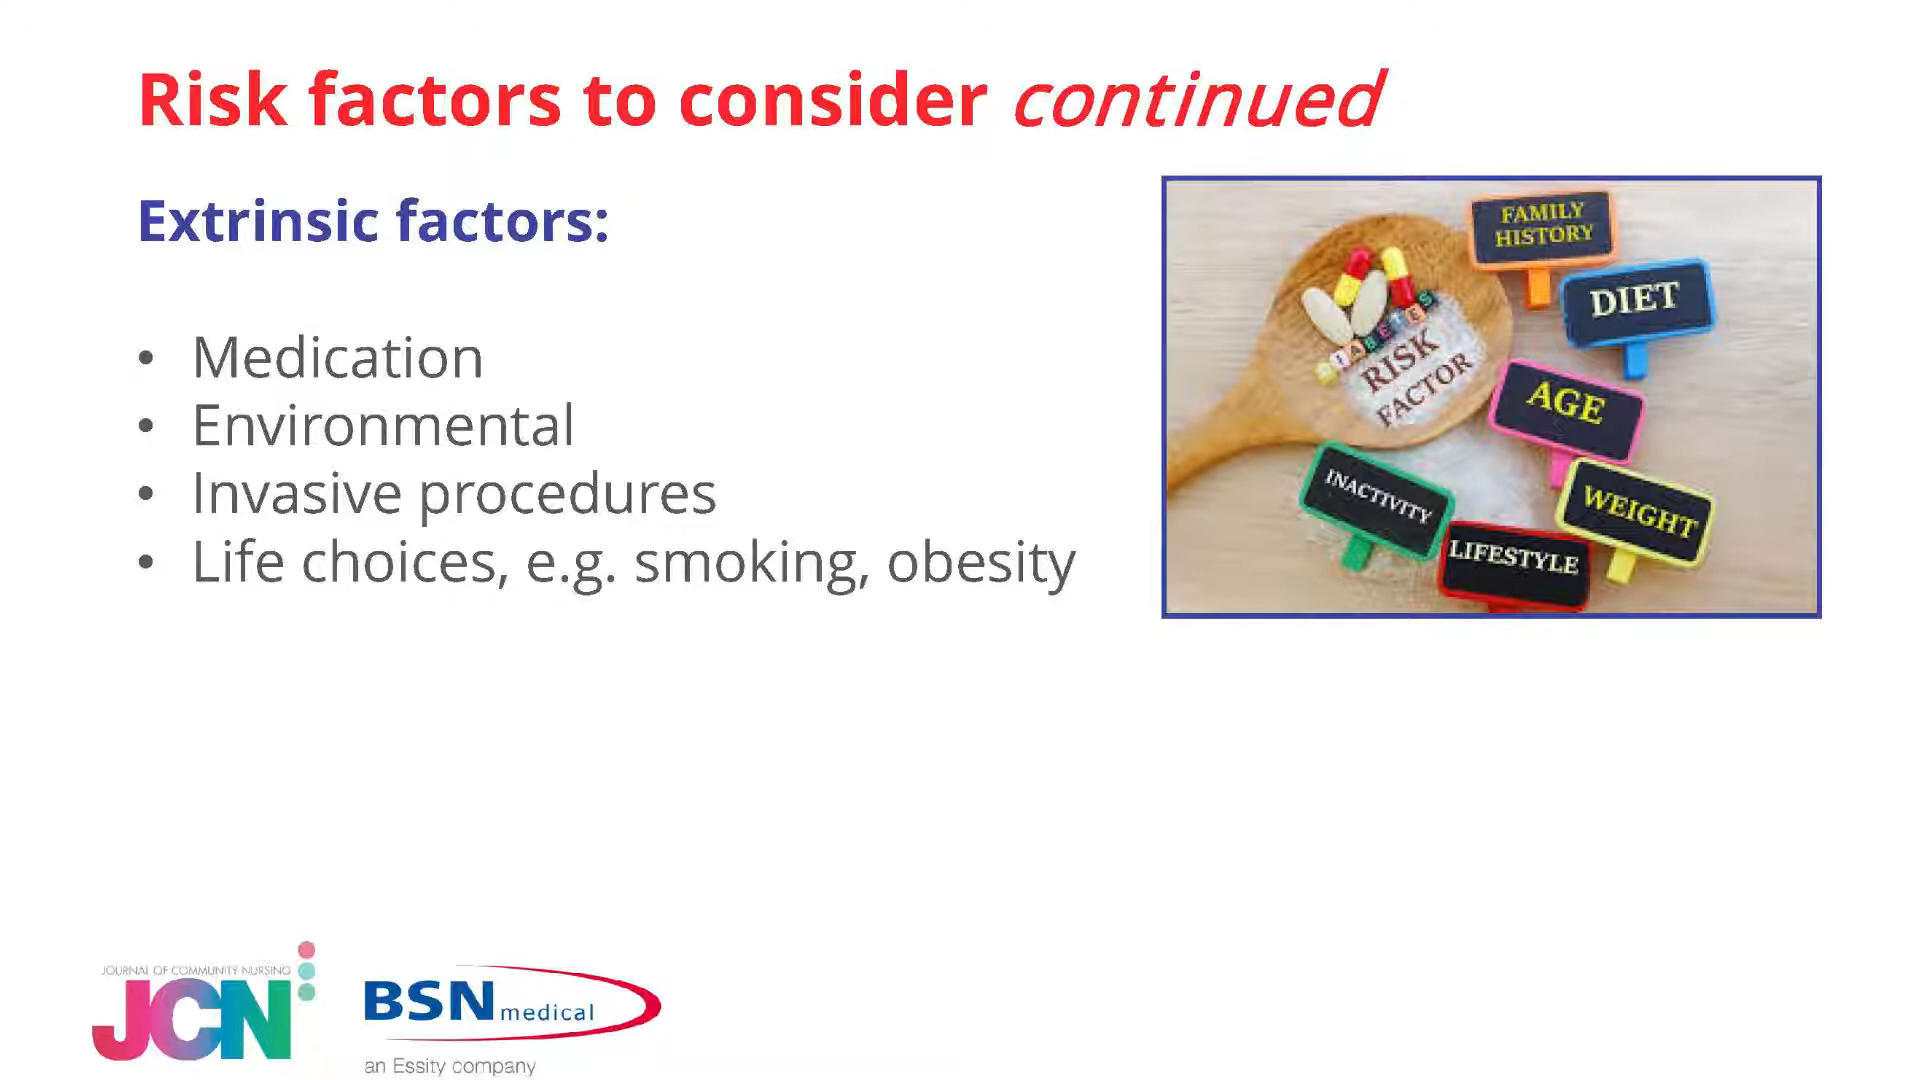 Risk factors to consider continued
Extrinsic factors:
• Medication
• Environmental
• Invasive procedures
• Life choices, e.g. smoking, obesity
FAMILY
HISTORY
DIET
DIABETES
RISK
FACTOR
AGE
INACTIVITY
WEIGHT
LIFESTYLE
JOURNAL OF COMMUNITY NURSING
JCN
BSN medical
an Essity company